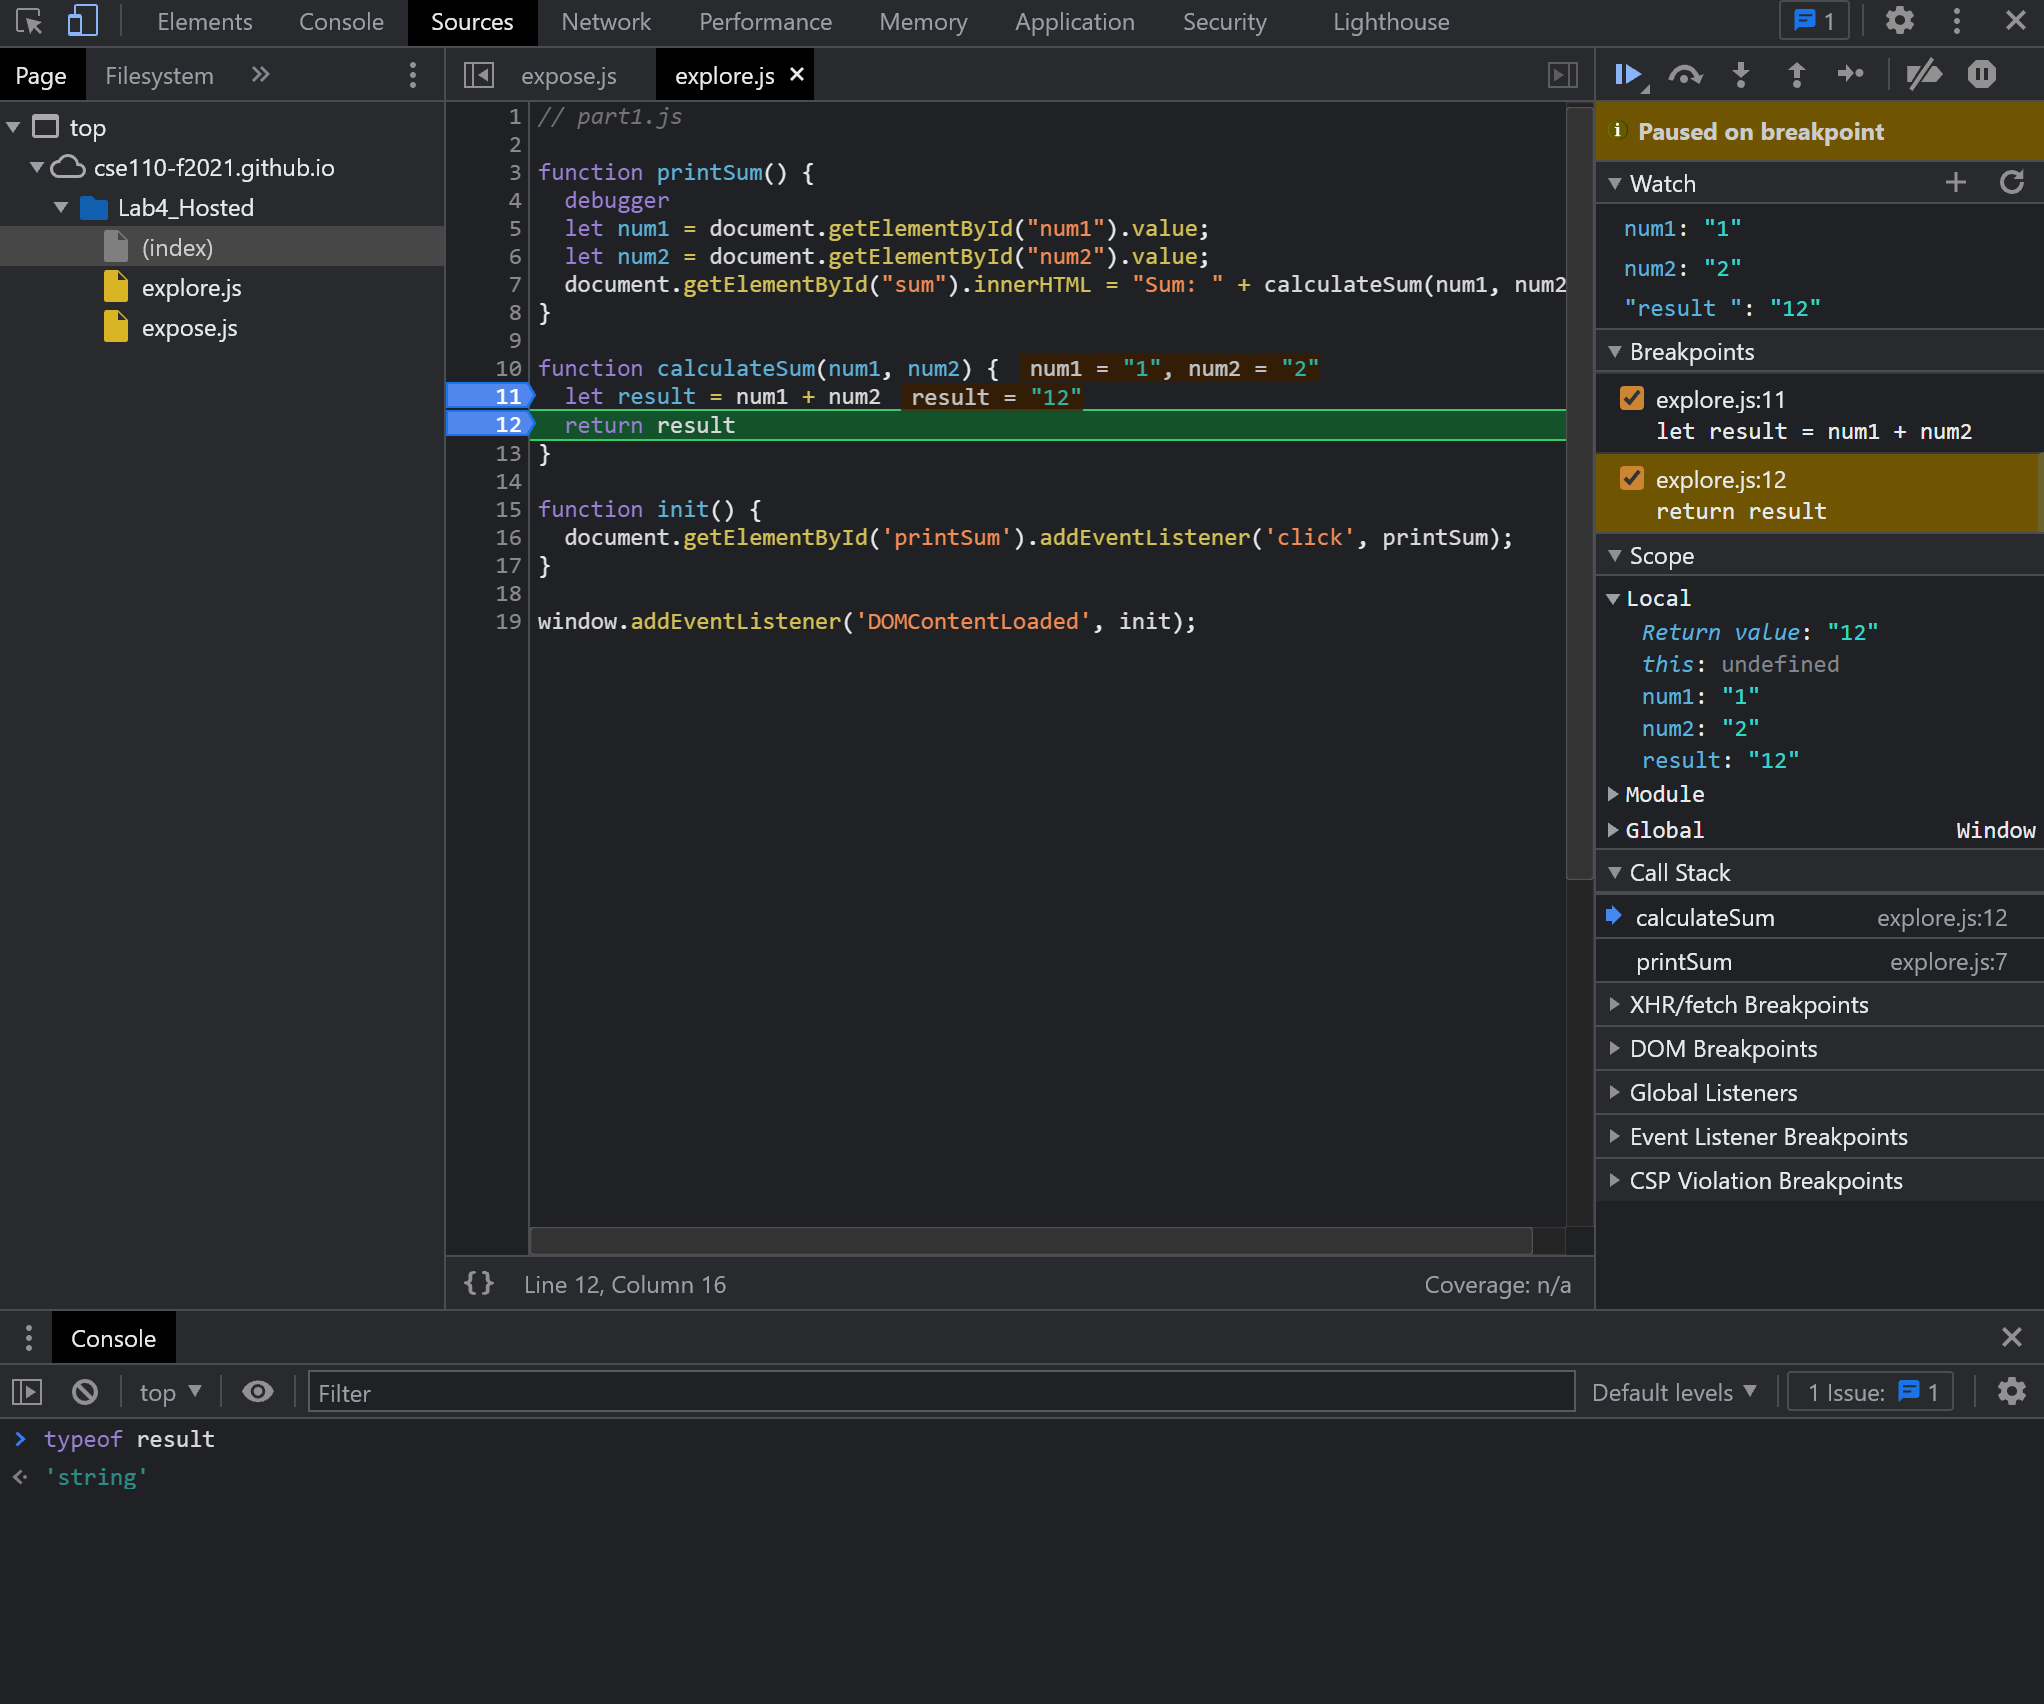 Elements Console Sources Network Performance Memory Application Security Lighthouse 1
Page Filesystem
top
cse110-f2021.github.io
Lab4_Hosted
(index)
explore.js
expose.js
expose.js explore.js
1 // part1.js
2
3 function printSum() {
4 debugger
5 let num1 = document.getElementById("num1").value;
6 let num2 = document.getElementById("num2").value;
7 document.getElementById("sum").innerHTML = "Sum: " + calculateSum(num1, num2
8 }
9
10 function calculateSum(num1, num2) { num1 = "1", num2 = "2"
11 let result = num1 + num2 result = "12"
12 return result
13 }
14
15 function init() {
16 document.getElementById('printSum').addEventListener('click', printSum);
17 }
18
19 window.addEventListener('DOMContentLoaded', init);
{} Line 12, Column 16 Coverage: n/a
Paused on breakpoint
Watch
num1: "1"
num2: "2"
"result ": "12"
Breakpoints
explore.js:11
let result = num1 + num2
explore.js:12
return result
Scope
Local
Return value: "12"
this: undefined
num1: "1"
num2: "2"
result: "12"
Module
Global Window
Call Stack
calculateSum explore.js:12
printSum explore.js:7
XHR/fetch Breakpoints
DOM Breakpoints
Global Listeners
Event Listener Breakpoints
CSP Violation Breakpoints
Console
top Filter Default levels 1 Issue: 1
typeof result
'string'